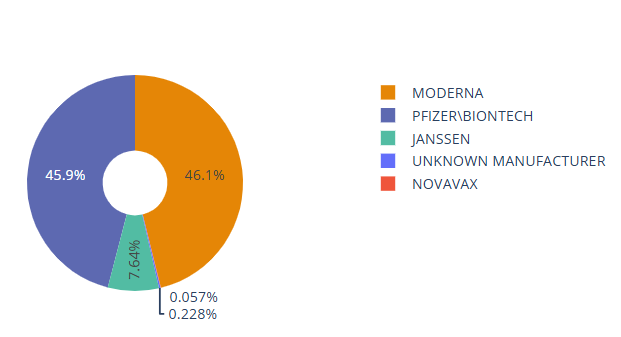 45.9%
46.1%
7.64%
0.057%
0.228%
MODERNA
PFIZER\BIONTECH
JANSSEN
UNKNOWN MANUFACTURER
NOVAVAX